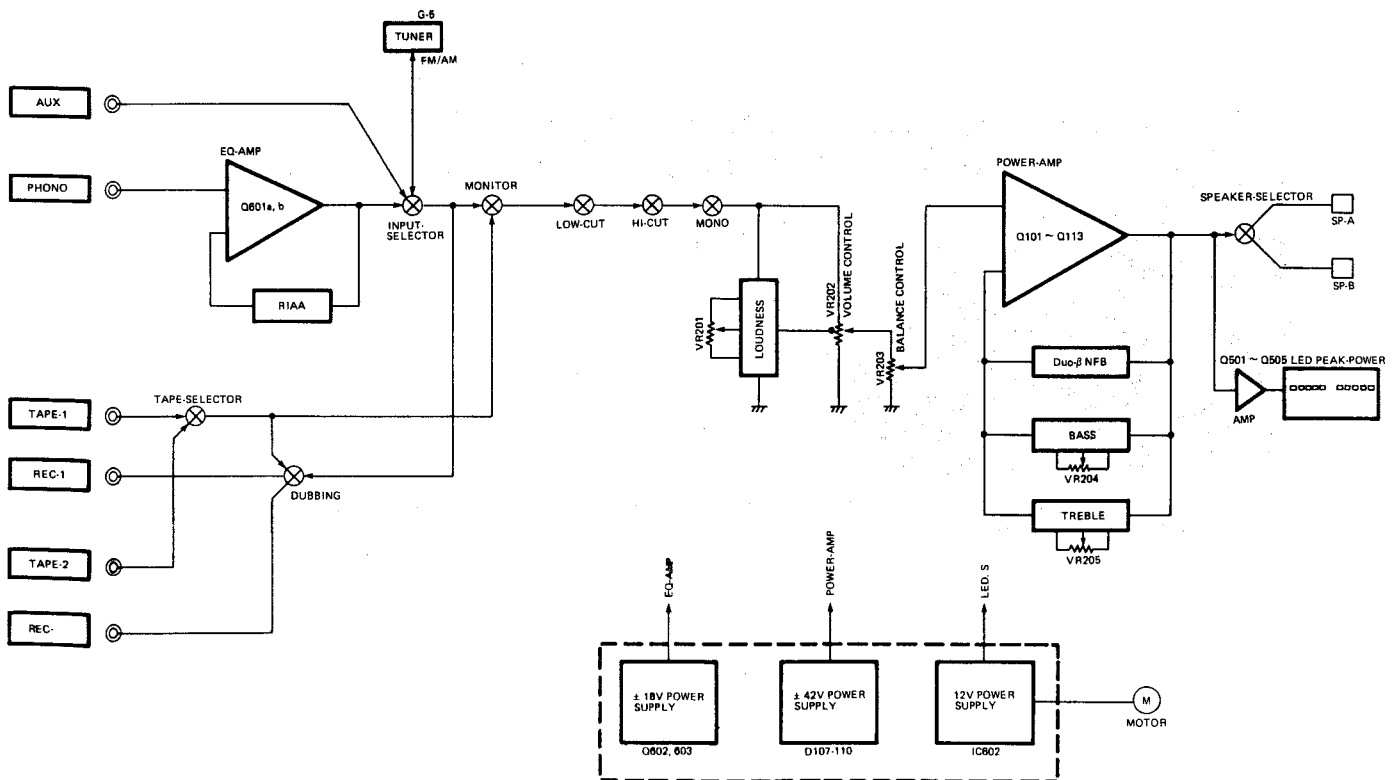 G-5
TUNER
FM/AM
AUX
EQ-AMP
PHONO
Q601a, b
INPUT-
SELECTOR
MONITOR
LOW-CUT
HI-CUT
MONO
RIAA
VR201
LOUDNESS
VR202
VOLUME CONTROL
VR203
BALANCE CONTROL
POWER-AMP
Q101 ~ Q113
SPEAKER-SELECTOR
SP-A
SP-B
Duo-β NFB
Q501 ~ Q505 LED PEAK-POWER
AMP
BASS
VR204
TREBLE
VR205
TAPE-SELECTOR
TAPE-1
REC-1
DUBBING
TAPE-2
REC-
EQ-AMP
POWER-AMP
LED. S
± 18V POWER
SUPPLY
Q602, 603
± 42V POWER
SUPPLY
D107-110
12V POWER
SUPPLY
IC602
M
MOTOR